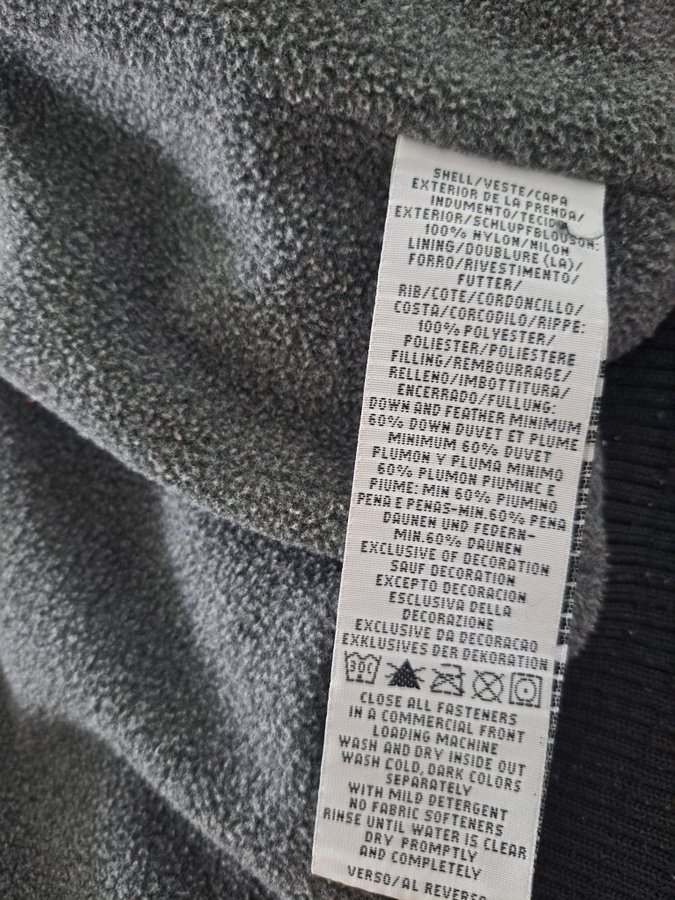 SHELL/VESTE/CAPA
EXTERIOR DE LA PRENDA/
INDUMENTO/TECIDO
EXTERIOR/SCHLUPFBLOUSON:
100% NYLON/NILON
LINING/DOUBLURE (LA)/
FORRO/RIVESTIMENTO/
FUTTER/
RIB/COTE/CORDONCILLO/
COSTA/CORCODILO/RIPPE:
100% POLYESTER/
POLIESTER/POLIESTERE
FILLING/REMBOURRAGE/
RELLENO/IMBOTTITURA/
ENCERRADO/FULLUNG:
DOWN AND FEATHER MINIMUM
60% DOWN DUVET ET PLUME
MINIMUM 60% DUVET
PLUMON Y PLUMA MINIMO
60% PLUMON PIUMINC E
PIUME: MIN 60% PIUMINO
PENA E PENAS-MIN.60% PENA
DAUNEN UND FEDERN-
MIN.60% DAUNEN
EXCLUSIVE OF DECORATION
SAUF DECORATION
EXCEPTO DECORACION
ESCLUSIVA DELLA
DECORAZIONE
EXCLUSIVE DA DECORACAO
EXKLUSIVES DER DEKORATION
30C
CLOSE ALL FASTENERS
IN A COMMERCIAL FRONT
LOADING MACHINE
WASH AND DRY INSIDE OUT
WASH COLD, DARK COLORS
SEPARATELY
WITH MILD DETERGENT
NO FABRIC SOFTENERS
RINSE UNTIL WATER IS CLEAR
DRY PROMPTLY
AND COMPLETELY
VERSO/AL REVERSO